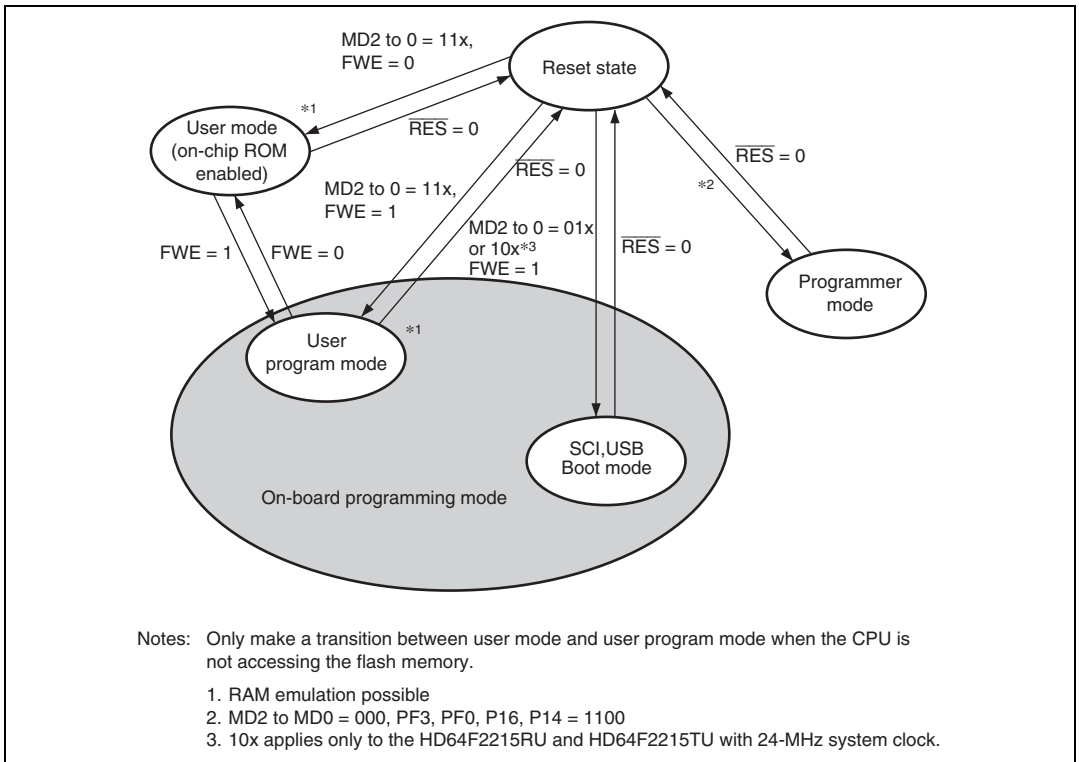 MD2 to 0 = 11x,
FWE = 0
Reset state
*1
User mode
(on-chip ROM
enabled)
RES = 0
RES = 0
RES = 0
MD2 to 0 = 11x,
FWE = 1
*2
MD2 to 0 = 01x
or 10x*3
FWE = 1
RES = 0
FWE = 1
FWE = 0
Programmer
mode
User
program mode
*1
SCI,USB
Boot mode
On-board programming mode
Notes: Only make a transition between user mode and user program mode when the CPU is
not accessing the flash memory.
1. RAM emulation possible
2. MD2 to MD0 = 000, PF3, PF0, P16, P14 = 1100
3. 10x applies only to the HD64F2215RU and HD64F2215TU with 24-MHz system clock.